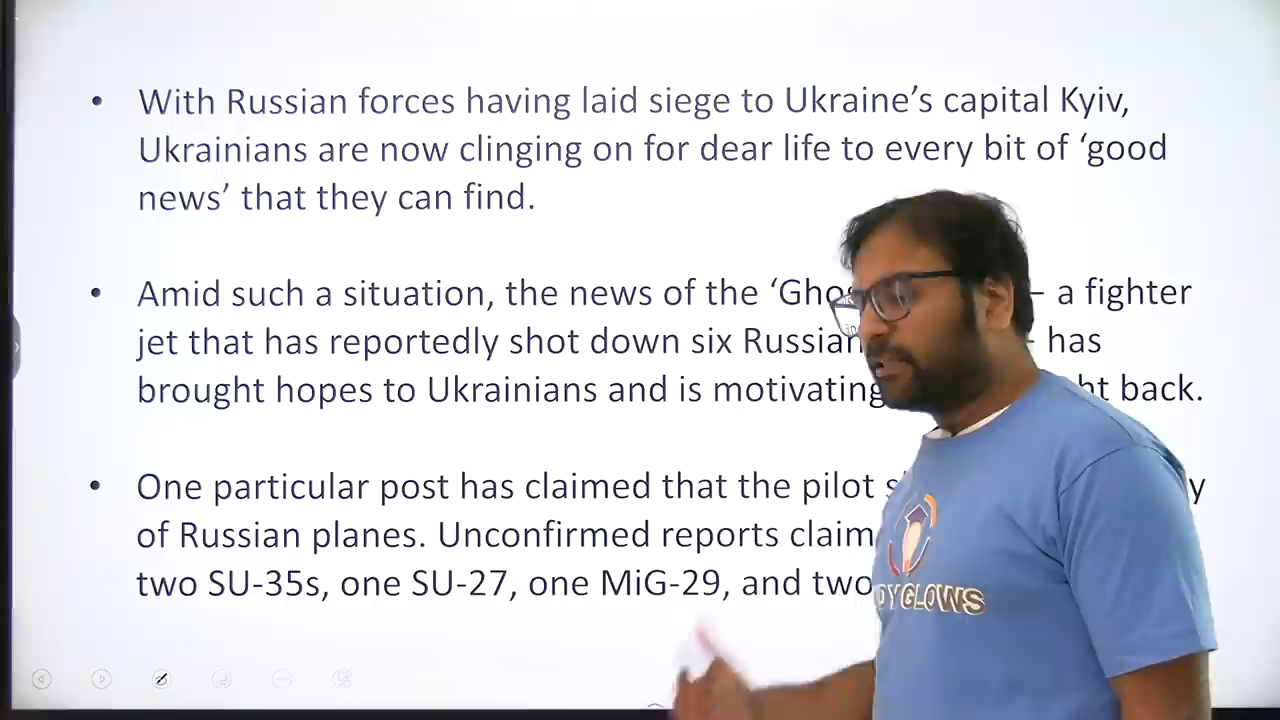 • With Russian forces having laid siege to Ukraine’s capital Kyiv,
Ukrainians are now clinging on for dear life to every bit of ‘good
news’ that they can find.
• Amid such a situation, the news of the – a fighter
jet that has reportedly shot down six Russian – has
brought hopes to Ukrainians and is motivating back.
• One particular post has claimed that the pilot
of Russian planes. Unconfirmed reports claim
two SU-35s, one SU-27, one MiG-29, and two
GLOWS